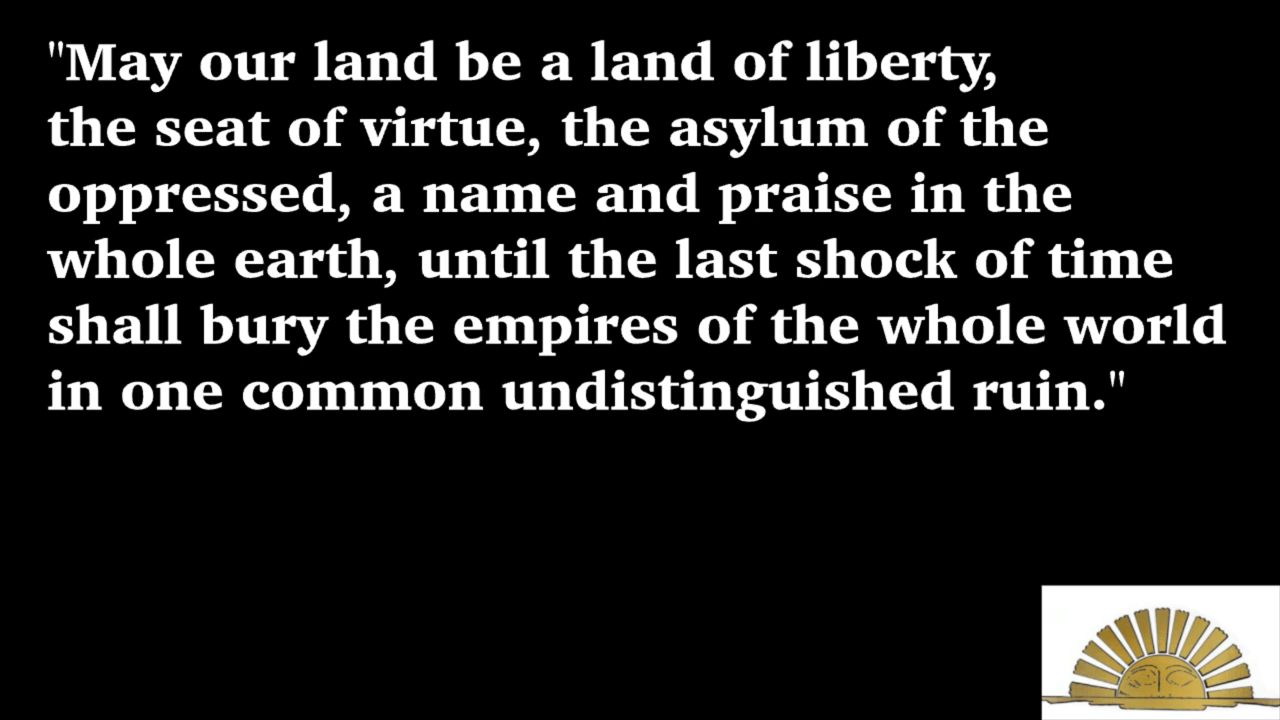 "May our land be a land of liberty,
the seat of virtue, the asylum of the
oppressed, a name and praise in the
whole earth, until the last shock of time
shall bury the empires of the whole world
in one common undistinguished ruin."